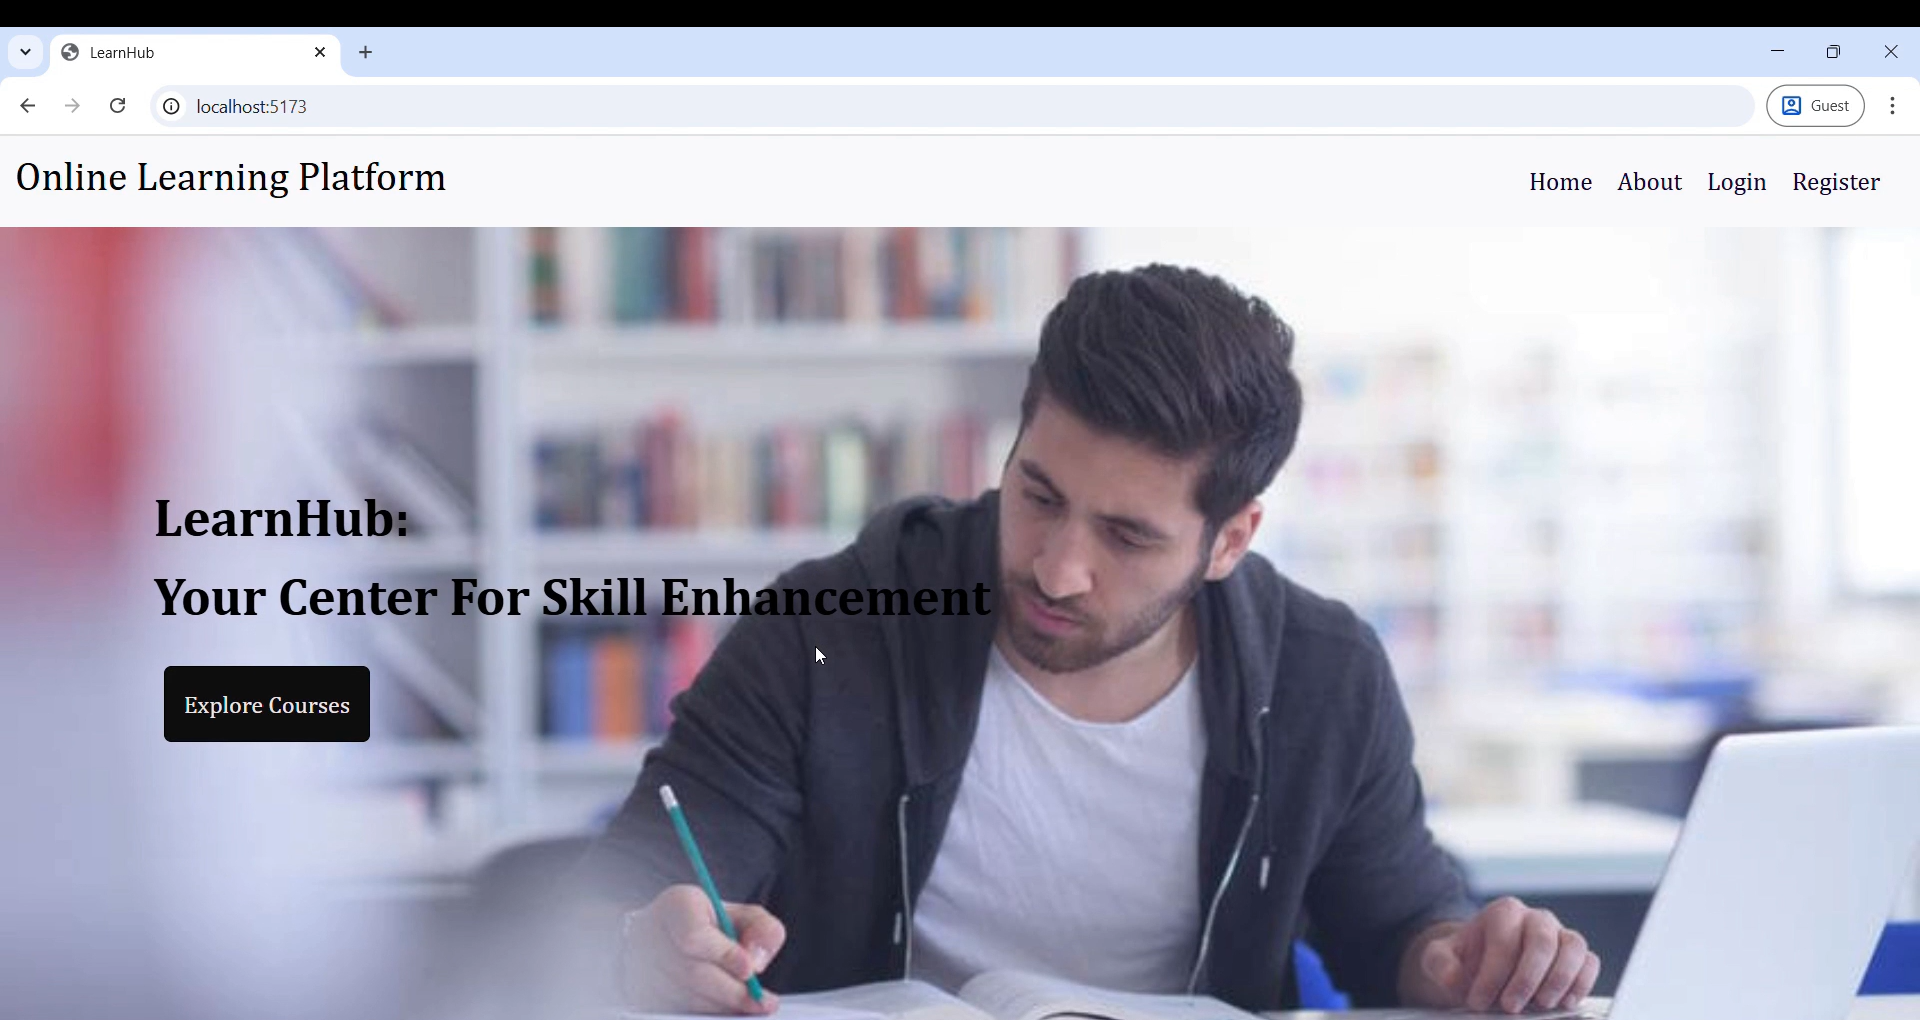 LearnHub
localhost:5173
Guest
Online Learning Platform
Home About Login Register
LearnHub:
Your Center For Skill Enhancement
Explore Courses